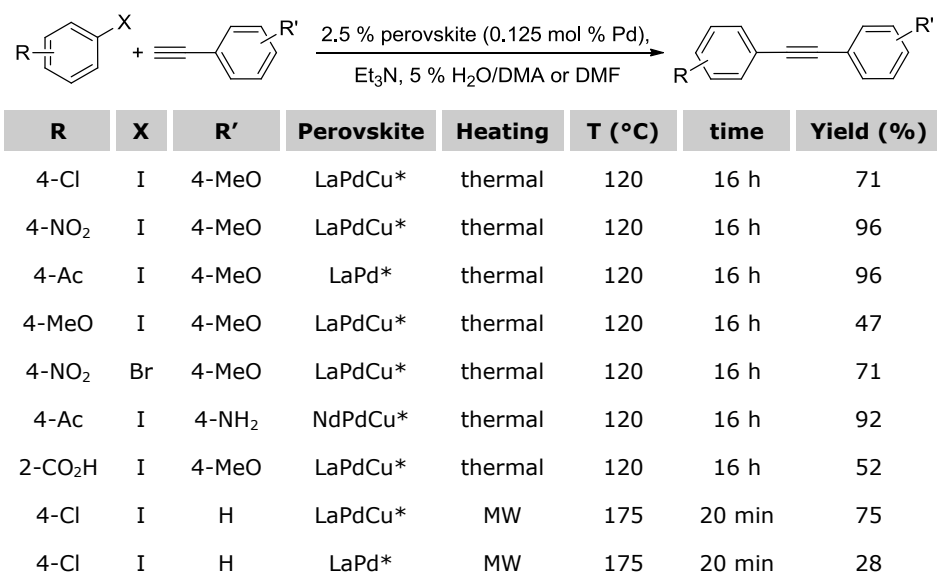 X
R
+
R'
2.5 % perovskite (0.125 mol % Pd),
Et₃N, 5 % H₂O/DMA or DMF
R
R'
R X R’ Perovskite Heating T (°C) time Yield (%)
4-Cl I 4-MeO LaPdCu* thermal 120 16 h 71
4-NO₂ I 4-MeO LaPdCu* thermal 120 16 h 96
4-Ac I 4-MeO LaPd* thermal 120 16 h 96
4-MeO I 4-MeO LaPdCu* thermal 120 16 h 47
4-NO₂ Br 4-MeO LaPdCu* thermal 120 16 h 71
4-Ac I 4-NH₂ NdPdCu* thermal 120 16 h 92
2-CO₂H I 4-MeO LaPdCu* thermal 120 16 h 52
4-Cl I H LaPdCu* MW 175 20 min 75
4-Cl I H LaPd* MW 175 20 min 28